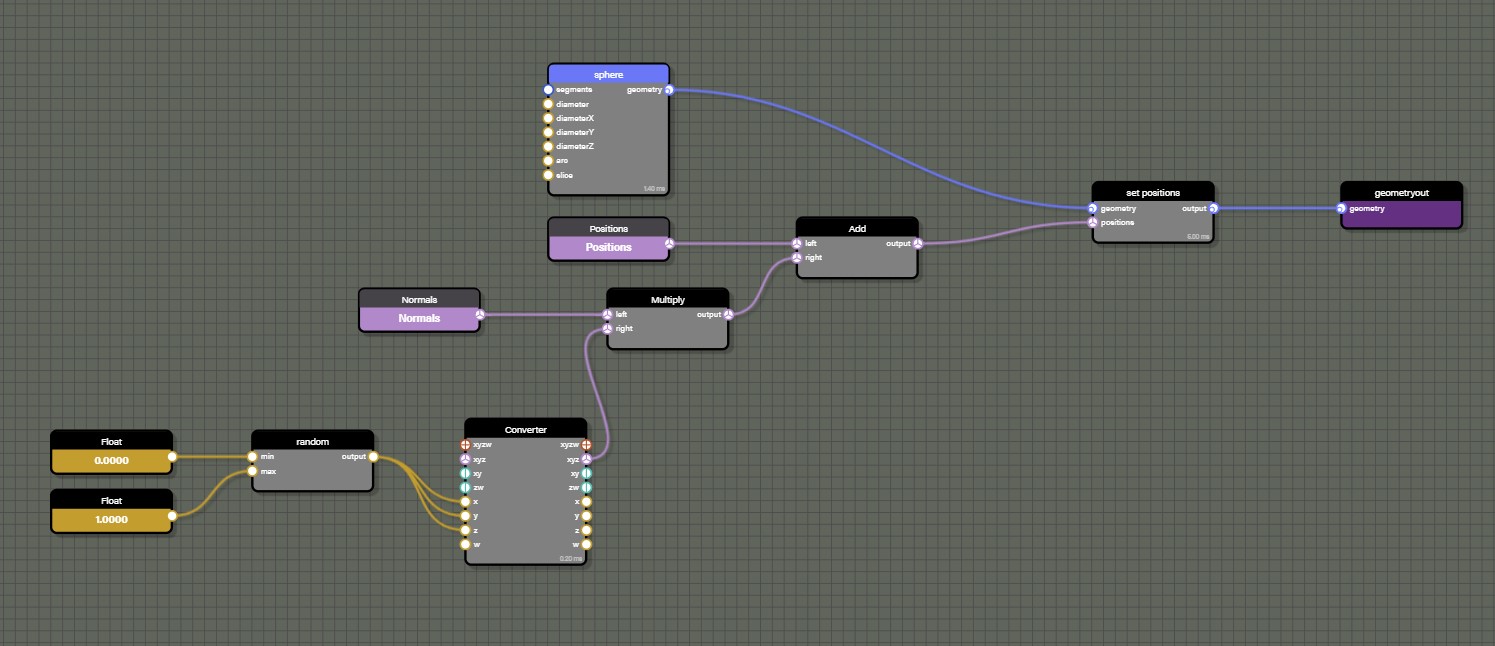 sphere
segments geometry
diameter
diameterX
diameterY
diameterZ
arc
slice
1.40 ms
Positions
Positions
Add
left output
right
set positions
geometry output
positions
6.00 ms
geometryout
geometry
Normals
Normals
Multiply
left output
right
Float
0.0000
Float
1.0000
random
min output
max
Converter
xyzw xyzw
xyz xyz
xy xy
zw zw
x x
y y
z z
w w
0.20 ms